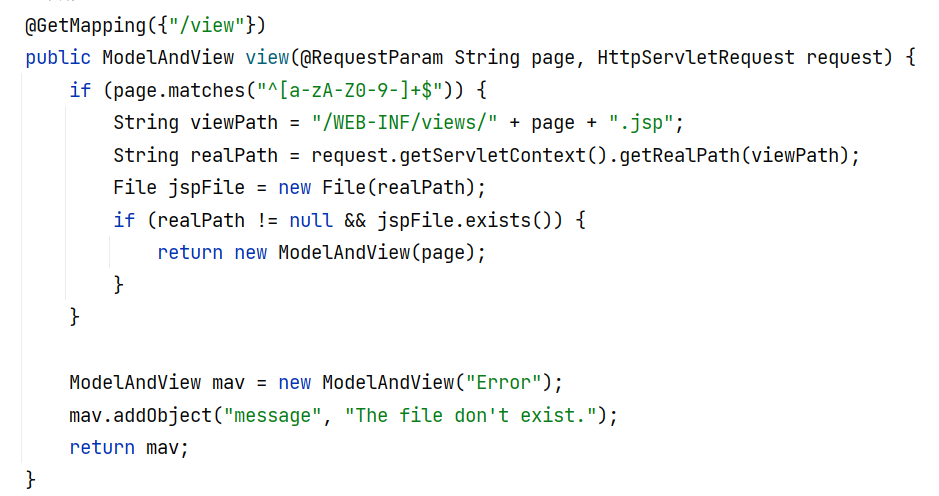 @GetMapping({"/view"})
public ModelAndView view(@RequestParam String page, HttpServletRequest request) {
    if (page.matches("^[a-zA-Z0-9-]+$")) {
        String viewPath = "/WEB-INF/views/" + page + ".jsp";
        String realPath = request.getServletContext().getRealPath(viewPath);
        File jspFile = new File(realPath);
        if (realPath != null && jspFile.exists()) {
            return new ModelAndView(page);
        }
    }
    ModelAndView mav = new ModelAndView("Error");
    mav.addObject("message", "The file don't exist.");
    return mav;
}